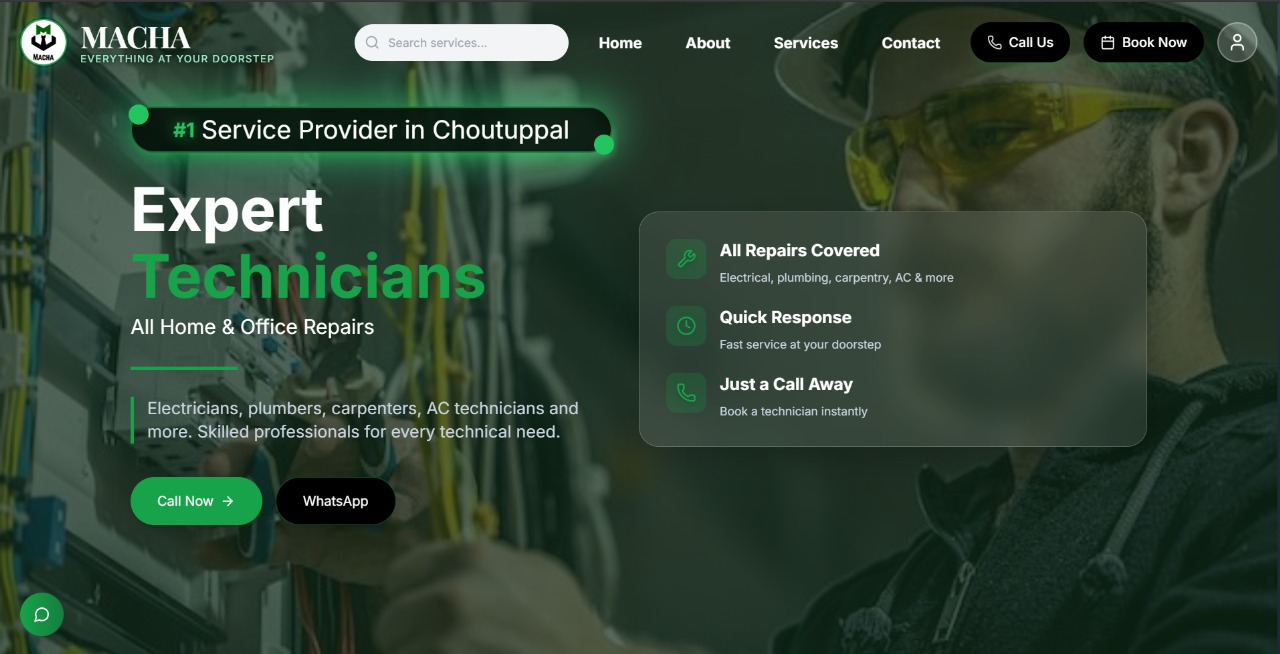 MACHA
MACHA
EVERYTHING AT YOUR DOORSTEP
Search services...
Home
About
Services
Contact
Call Us
Book Now
#1 Service Provider in Choutuppal
Expert
Technicians
All Home & Office Repairs
Electricians, plumbers, carpenters, AC technicians and
more. Skilled professionals for every technical need.
Call Now
WhatsApp
All Repairs Covered
Electrical, plumbing, carpentry, AC & more
Quick Response
Fast service at your doorstep
Just a Call Away
Book a technician instantly